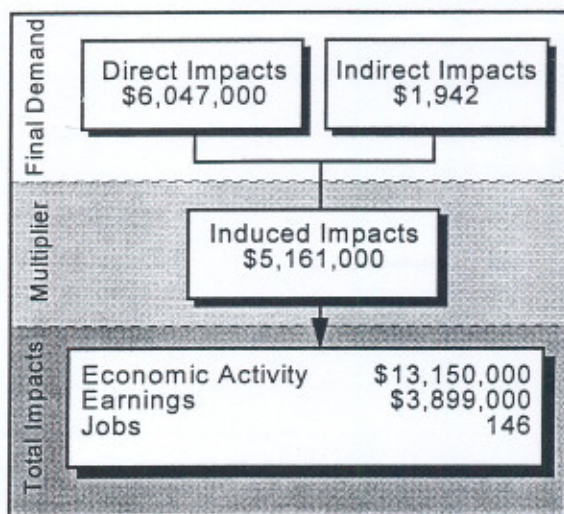 Final Demand
Direct Impacts
$6,047,000
Indirect Impacts
$1,942
Multiplier
Induced Impacts
$5,161,000
Total Impacts
Economic Activity $13,150,000
Earnings $3,899,000
Jobs 146